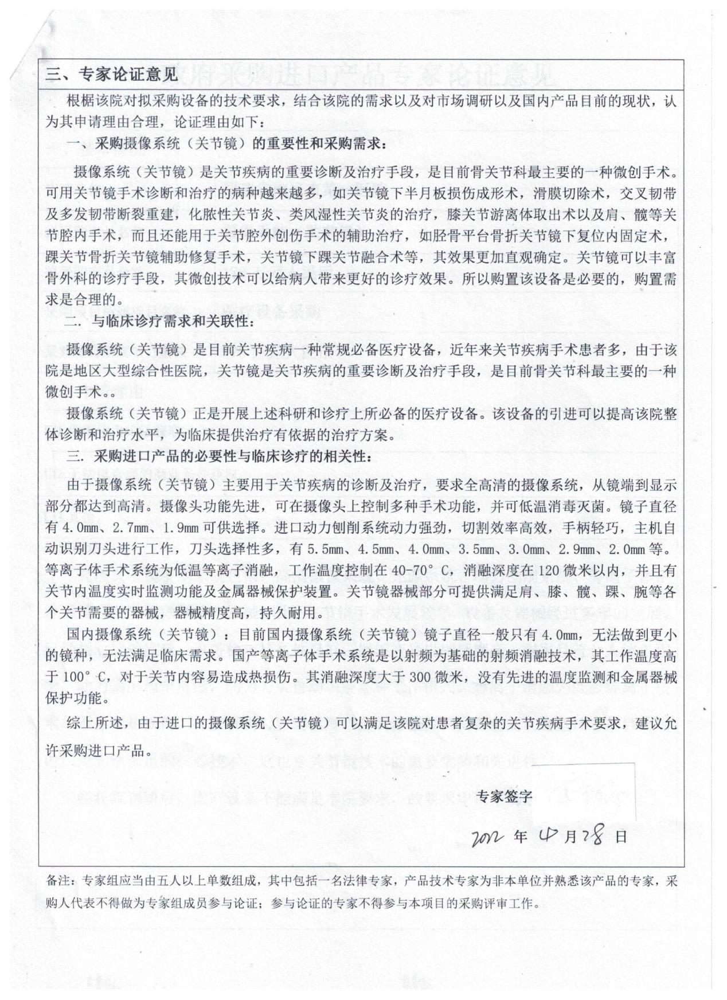 三、专家论证意见
根椐该院对拟采购设备的技术要求，结合该院的需求以及对市场调研以及国内产品目前的现状，认
为其申请理由合理，论证理由如下：
一、采购摄像系统（关节镜）的重要性和采购需求：
摄像系统（关节镜）是关节疾病的重要诊断及治疗手段，是目前骨关节科最主要的一种微创手术。
可用关节镜手术诊断和治疗的病种越来越多，如关节镜下半月板损伤成形术，滑膜切除术，交叉韧带
及多发韧带断裂重建，化脓性关节炎、类风湿性关节炎的治疗，膝关节游离体取出术以及肩、髋等关
节腔内手术，而且还能用于关节腔外创伤手术的辅助治疗，如胫骨平台骨折关节镜下复位内固定术，
踝关节骨折关节镜辅助修复手术，关节镜下踝关节融合术等，其效果更加直观确定。关节镜可以丰富
骨外科的诊疗手段，其微创技术可以给病人带来更好的诊疗效果。所以购置该设备是必要的，购置需
求是合理的。
二．与临床诊疗需求和关联性：
摄像系统（关节镜）是目前关节疾病一种常规必备医疗设备，近年来关节疾病手术患者多，由于该
院是地区大型综合性医院，关节镜是关节疾病的重要诊断及治疗手段，是目前骨关节科最主要的一种
微创手术。。
摄像系统（关节镜）正是开展上述科研和诊疗上所必备的医疗设备。该设备的引进可以提高该院整
体诊断和治疗水平，为临床提供治疗有依据的治疗方案。
三．采购进口产品的必要性与临床诊疗的相关性：
由于摄像系统（关节镜）主要用于关节疾病的诊断及治疗，要求全高清的摄像系统，从镜端到显示
部分都达到高清。摄像头功能先进，可在摄像头上控制多种手术功能，并可低温消毒灭菌。镜子直径
有 4.0mm、2.7mm、1.9mm 可供选择。进口动力刨削系统动力强劲，切割效率高效，手柄轻巧，主机自
动识别刀头进行工作，刀头选择性多，有 5.5mm、4.5mm、4.0mm、3.5mm、3.0mm、2.9mm、2.0mm 等。
等离子体手术系统为低温等离子消融，工作温度控制在 40-70°C，消融深度在 120 微米以内，并且有
关节内温度实时监测功能及金属器械保护装置。关节镜器械部分可提供满足肩、膝、髋、踝、腕等各
个关节需要的器械，器械精度高，持久耐用。
国内摄像系统（关节镜）：目前国内摄像系统（关节镜）镜子直径一般只有 4.0mm，无法做到更小
的镜种，无法满足临床需求。国产等离子体手术系统是以射频为基础的射频消融技术，其工作温度高
于 100°C，对于关节内容易造成热损伤。其消融深度大于 300 微米，没有先进的温度监测和金属器械
保护功能。
综上所述，由于进口的摄像系统（关节镜）可以满足该院对患者复杂的关节疾病手术要求，建议允
许采购进口产品。
专家签字
2022 年 4 月 28 日
备注：专家组应当由五人以上单数组成，其中包括一名法律专家，产品技术专家为非本单位并熟悉该产品的专家，采
购人代表不得做为专家组成员参与论证；参与论证的专家不得参与本项目的采购评审工作。